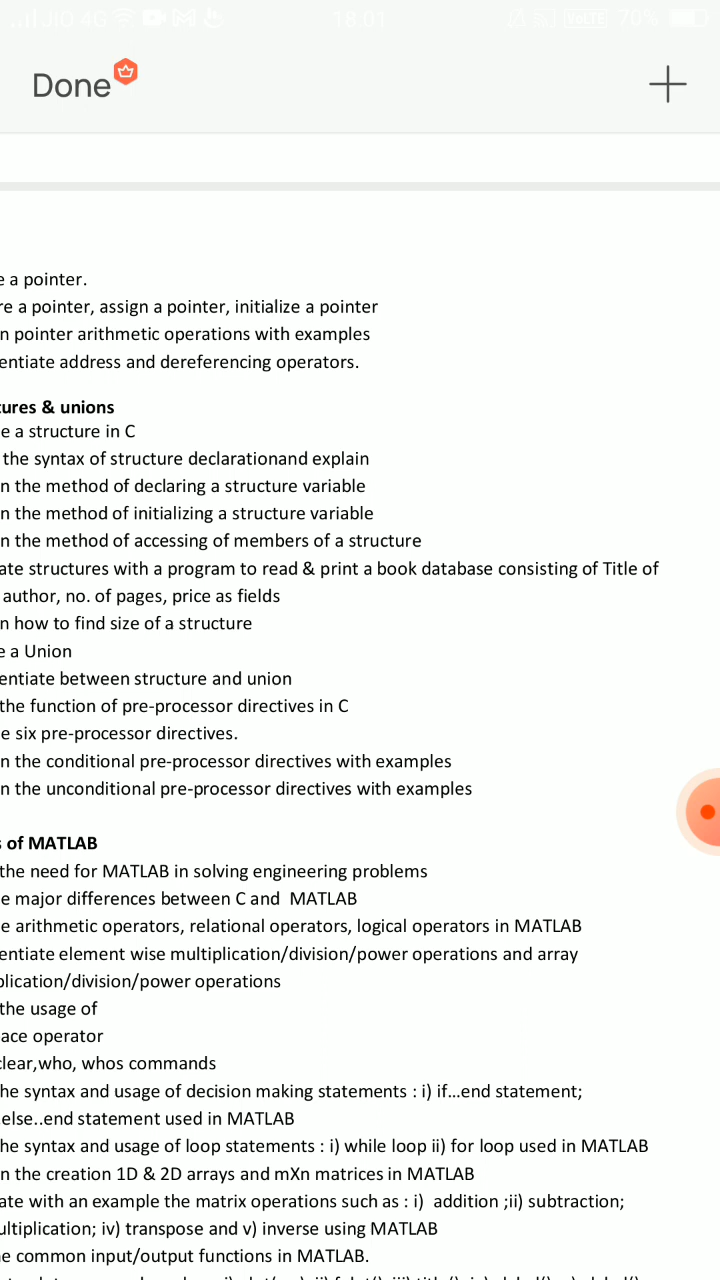 JIO 4G 18.01 VoLTE 70%
Done
e a pointer.
re a pointer, assign a pointer, initialize a pointer
n pointer arithmetic operations with examples
entiate address and dereferencing operators.
tures & unions
e a structure in C
the syntax of structure declarationand explain
n the method of declaring a structure variable
n the method of initializing a structure variable
n the method of accessing of members of a structure
ate structures with a program to read & print a book database consisting of Title of
author, no. of pages, price as fields
n how to find size of a structure
e a Union
entiate between structure and union
the function of pre-processor directives in C
e six pre-processor directives.
n the conditional pre-processor directives with examples
n the unconditional pre-processor directives with examples
s of MATLAB
the need for MATLAB in solving engineering problems
e major differences between C and  MATLAB
e arithmetic operators, relational operators, logical operators in MATLAB
entiate element wise multiplication/division/power operations and array
plication/division/power operations
the usage of
ace operator
clear,who, whos commands
he syntax and usage of decision making statements : i) if...end statement;
else..end statement used in MATLAB
he syntax and usage of loop statements : i) while loop ii) for loop used in MATLAB
n the creation 1D & 2D arrays and mXn matrices in MATLAB
ate with an example the matrix operations such as : i)  addition ;ii) subtraction;
ultiplication; iv) transpose and v) inverse using MATLAB
ne common input/output functions in MATLAB.